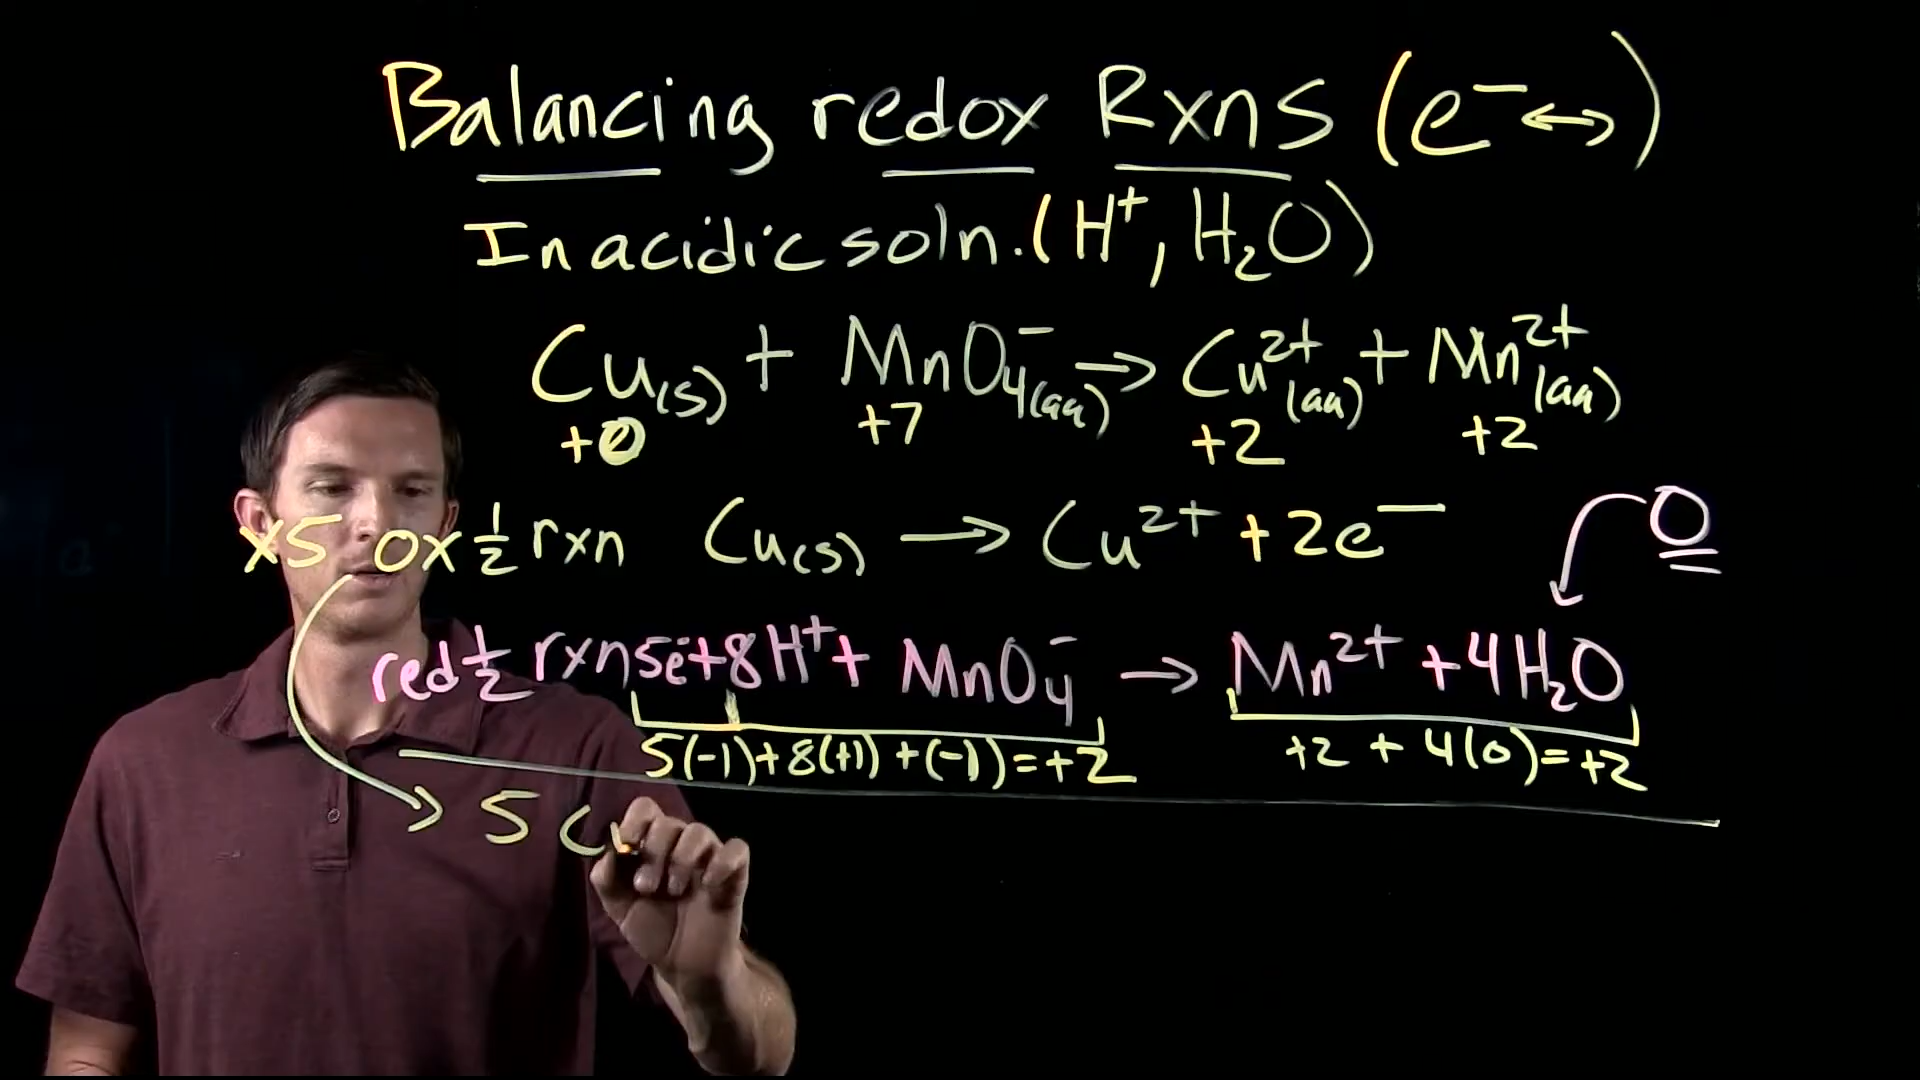 Balancing redox Rxns (e⁻ ↔)
In acidic soln. (H⁺, H₂O)
Cu(s) + MnO₄⁻(aq) → Cu²⁺(aq) + Mn²⁺(aq)
+0 +7 +2 +2
x5 ox ½ rxn Cu(s) → Cu²⁺ + 2e⁻ O
red ½ rxn 5e⁻+8H⁺+ MnO₄⁻ → Mn²⁺ + 4H₂O
5(-1)+8(+1)+(-1)=+2 +2 + 4(0)=+2
→ 5 Cu